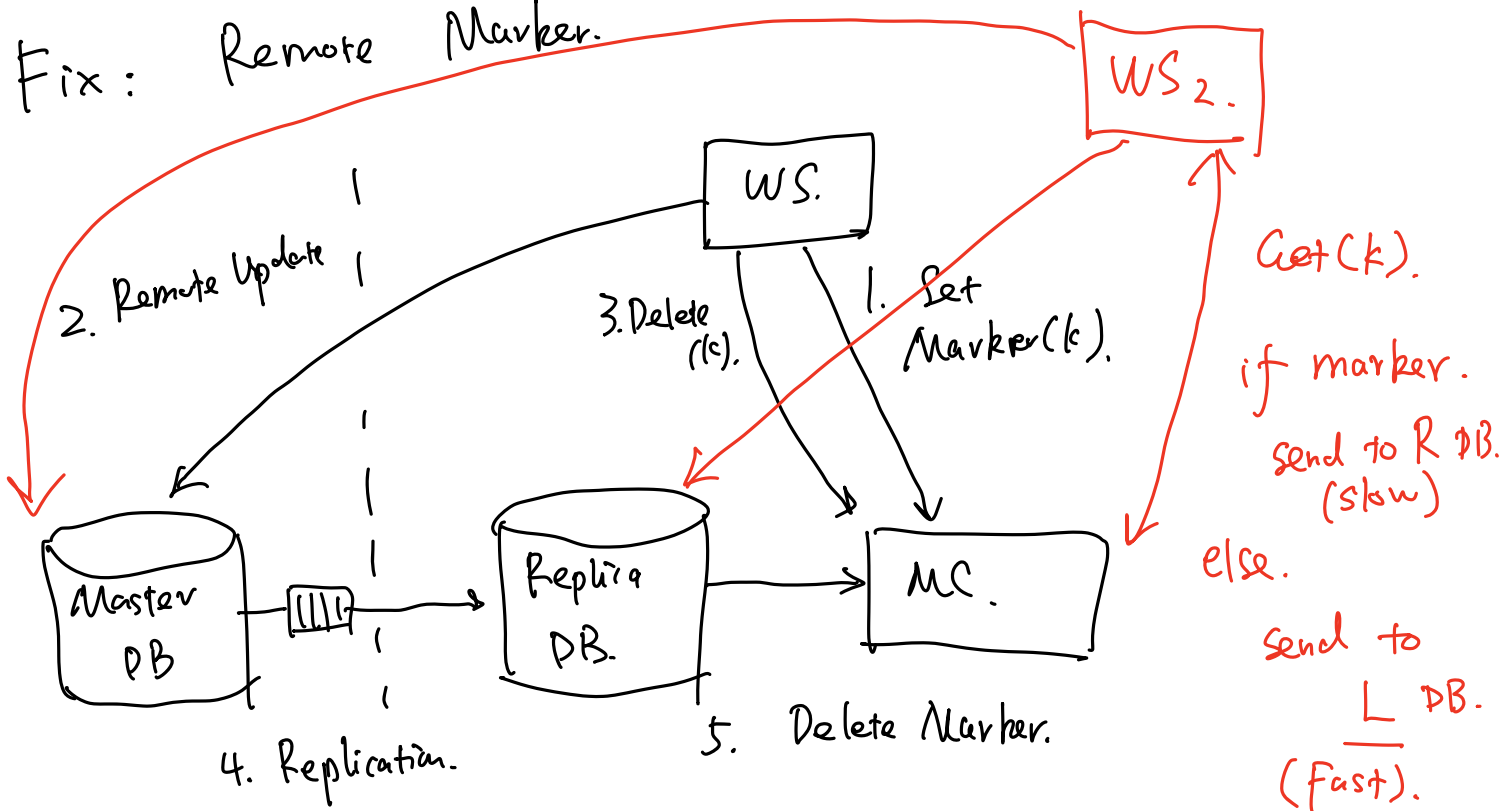 Fix: Remote Marker.
WS2.
WS.
2. Remote Update
3. Delete
(k).
1. Set
Marker(k).
Get(k).
if marker.
send to R DB.
(slow)
else.
send to
L DB.
(Fast).
Master
DB
Replica
DB.
MC.
4. Replication.
5. Delete Marker.